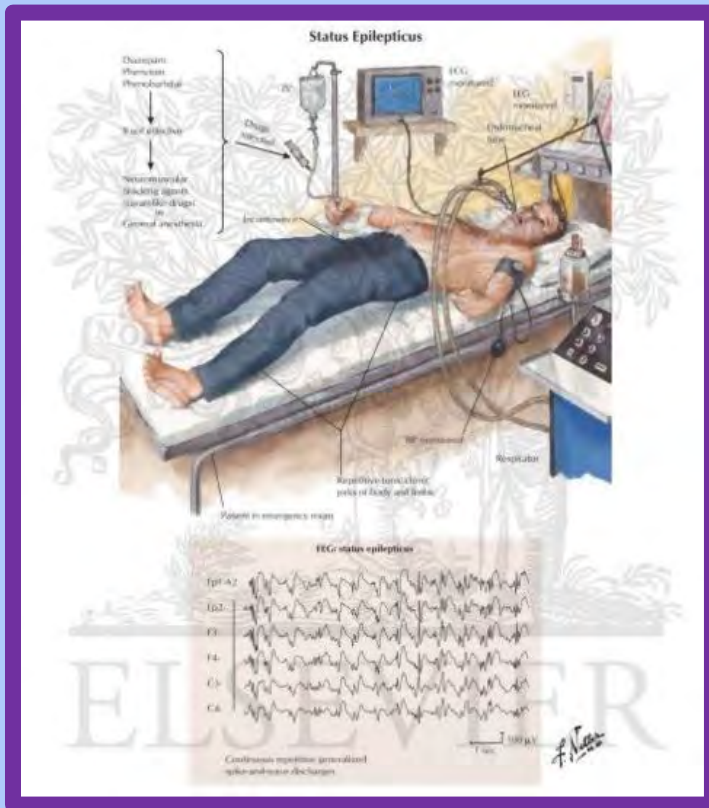 Status Epilepticus
Diazepam
Phenytoin
Phenobarbital
If not effective
Neuromuscular
blocking agents
(curare-like drugs)
or
General anesthesia
Drugs
injected
IV
ECG
monitored
EEG
monitored
Endotracheal
tube
Incontinence
BP monitored
Respirator
Repetitive tonic-clonic
jerks of body and limbs
Patient in emergency room
EEG: status epilepticus
Fp1-A2
Fp2-
F3-
F4-
C3-
C4-
1 sec
100 μV
Continuous repetitive generalized
spike-and-wave discharges
F. Netter
ELSEVIER